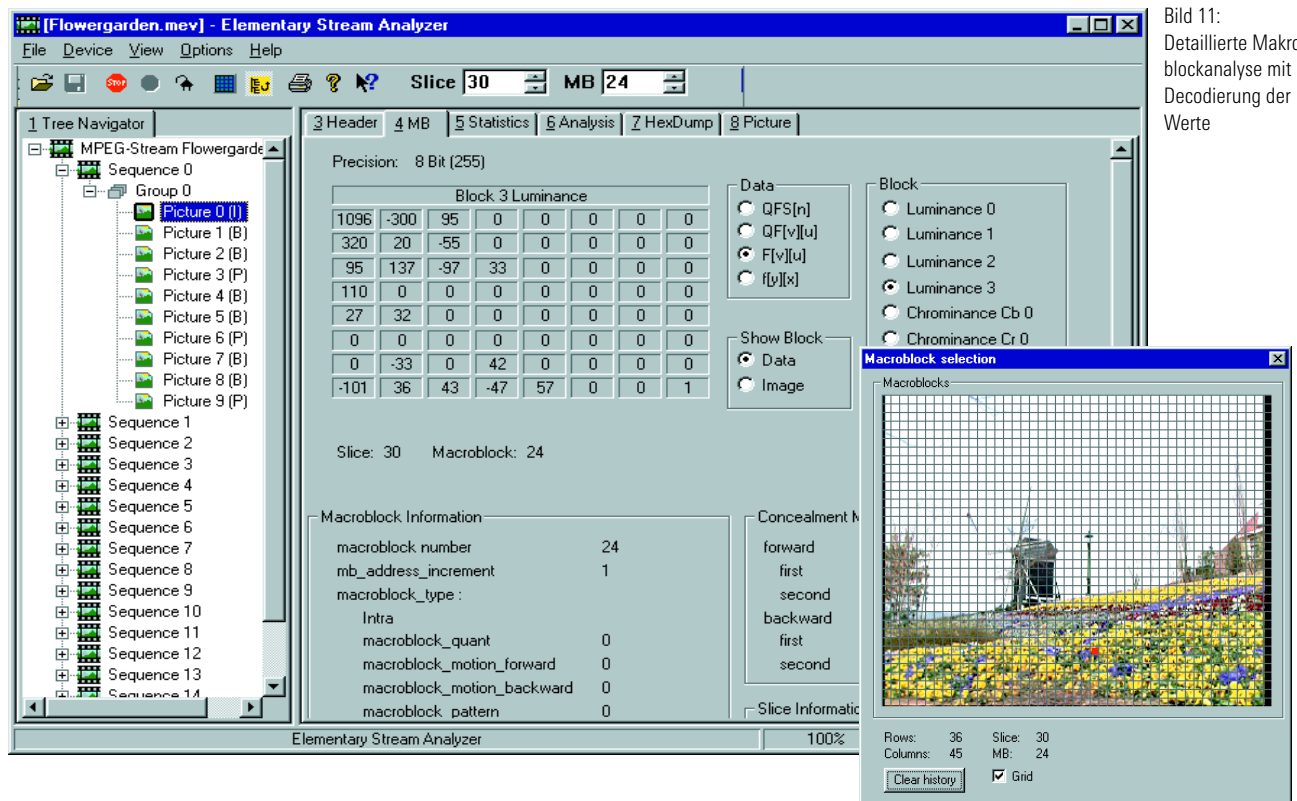 [Flowergarden.mev] - Elementary Stream Analyzer
File Device View Options Help
STOP
Slice 30 MB 24
1 Tree Navigator
MPEG-Stream Flowergarde
Sequence 0
Group 0
Picture 0 (I)
Picture 1 (B)
Picture 2 (B)
Picture 3 (P)
Picture 4 (B)
Picture 5 (B)
Picture 6 (P)
Picture 7 (B)
Picture 8 (B)
Picture 9 (P)
Sequence 1
Sequence 2
Sequence 3
Sequence 4
Sequence 5
Sequence 6
Sequence 7
Sequence 8
Sequence 9
Sequence 10
Sequence 11
Sequence 12
Sequence 13
Sequence 14
3 Header 4 MB 5 Statistics 6 Analysis 7 HexDump 8 Picture
Precision: 8 Bit (255)
Block 3 Luminance
1096 -300 95 0 0 0 0 0
320 20 -55 0 0 0 0 0
95 137 -97 33 0 0 0 0
110 0 0 0 0 0 0 0
27 32 0 0 0 0 0 0
0 0 0 0 0 0 0 0
0 -33 0 42 0 0 0 0
-101 36 43 -47 57 0 0 1
Data
QFS[n]
QF[v][u]
F[v][u]
f[y][x]
Show Block
Data
Image
Block
Luminance 0
Luminance 1
Luminance 2
Luminance 3
Chrominance Cb 0
Chrominance Cr 0
Slice: 30 Macroblock: 24
Macroblock Information
macroblock number 24
mb_address_increment 1
macroblock_type :
Intra
macroblock_quant 0
macroblock_motion_forward 0
macroblock_motion_backward 0
macroblock_pattern 0
Concealment M
forward
first
second
backward
first
second
Slice Informatio
Elementary Stream Analyzer 100%
Macroblock selection
Macroblocks
Rows: 36 Slice: 30
Columns: 45 MB: 24
Clear history Grid
Bild 11:
Detaillierte Makro
blockanalyse mit
Decodierung der
Werte